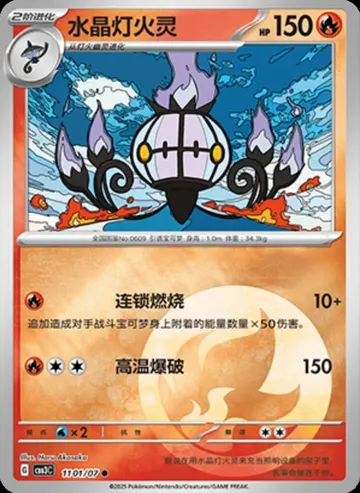 2阶进化
水晶灯火灵
HP 150
从灯火幽灵进化
全国图鉴No.0609 引诱宝可梦 身高：1.0m 体重：34.3kg
连锁燃烧 10+
追加造成对手战斗宝可梦身上附着的能量数量×50伤害。
高温爆破 150
弱点 ×2
抵抗力
撤退
Illus. Haru Akasaka
G CBB3C 1101/07
©2025 Pokémon/Nintendo/Creatures/GAME FREAK.